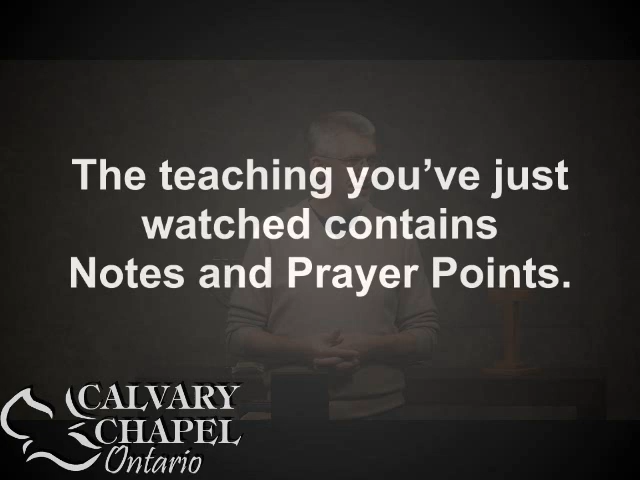 The teaching you’ve just
watched contains
Notes and Prayer Points.
CALVARY
CHAPEL
Ontario